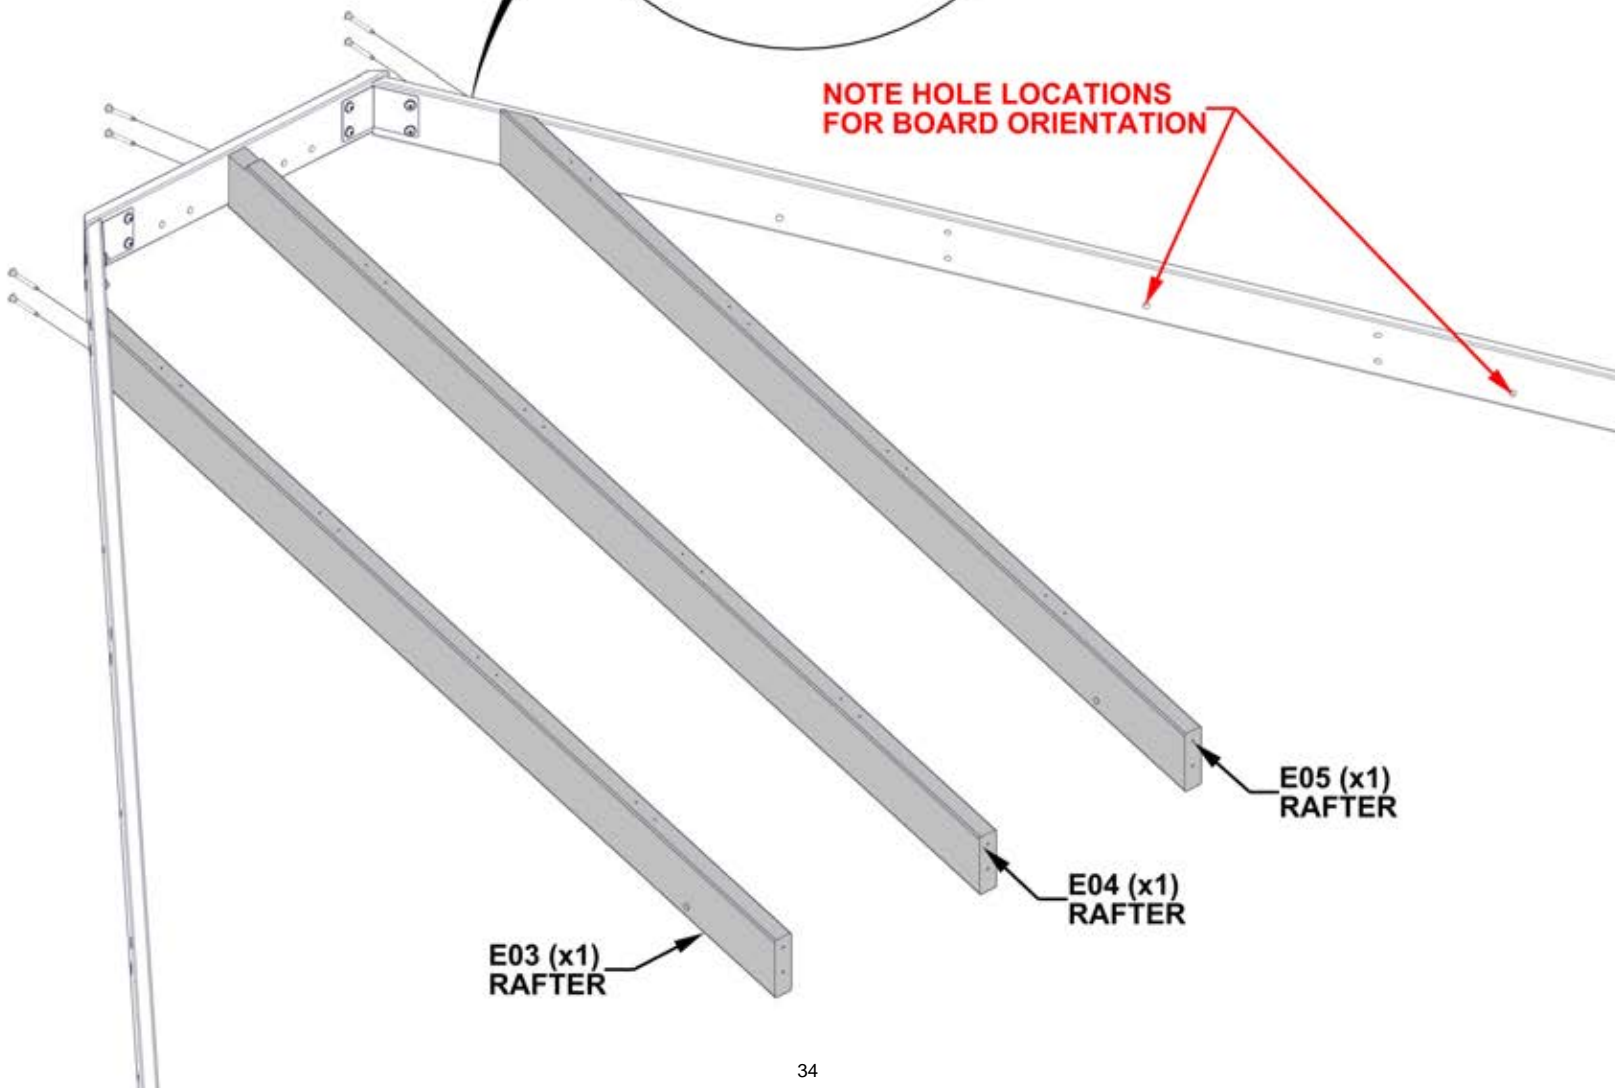 NOTE HOLE LOCATIONS
FOR BOARD ORIENTATION
E05 (x1)
RAFTER
E04 (x1)
RAFTER
E03 (x1)
RAFTER
34